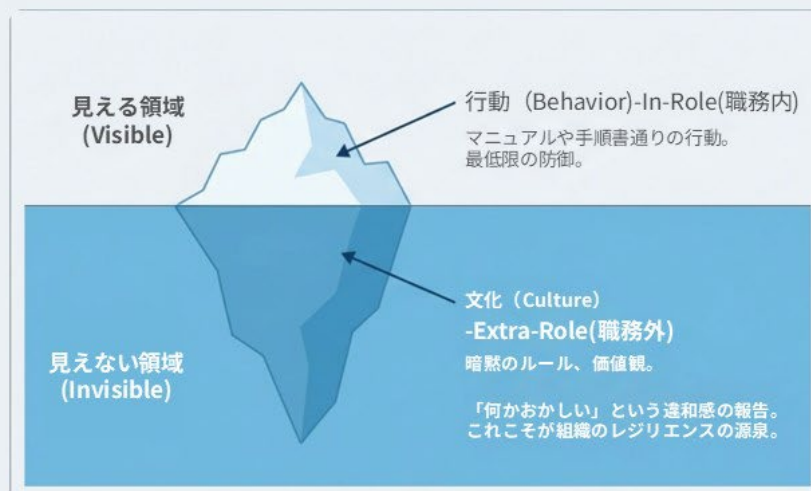 見える領域
(Visible)
行動（Behavior)-In-Role(職務内)
マニュアルや手順書通りの行動。
最低限の防御。
文化（Culture）
-Extra-Role(職務外)
暗黙のルール、価値観。
見えない領域
(Invisible)
「何かおかしい」という違和感の報告。
これこそが組織のレジリエンスの源泉。